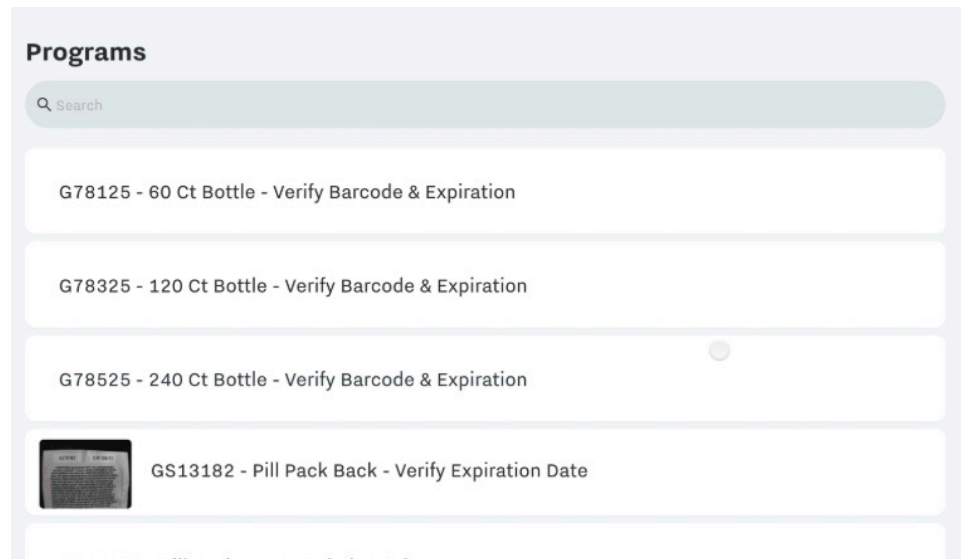 Programs
Search
G78125 - 60 Ct Bottle - Verify Barcode & Expiration
G78325 - 120 Ct Bottle - Verify Barcode & Expiration
G78525 - 240 Ct Bottle - Verify Barcode & Expiration
GS13182 - Pill Pack Back - Verify Expiration Date